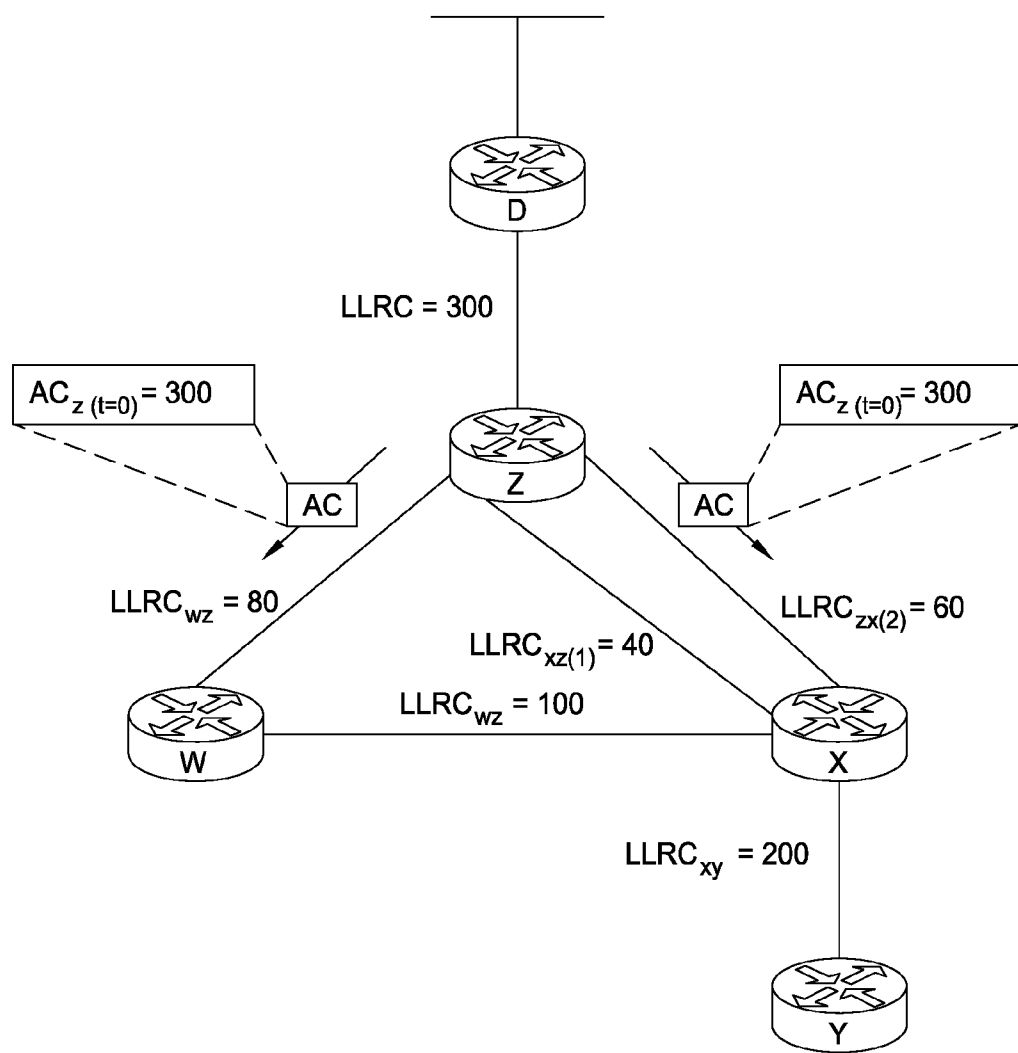 D
LLRC = 300
AC_z (t=0) = 300
AC_z (t=0) = 300
Z
AC
AC
LLRC_wz = 80
LLRC_zx(2) = 60
LLRC_xz(1) = 40
LLRC_wz = 100
W
X
LLRC_xy = 200
Y